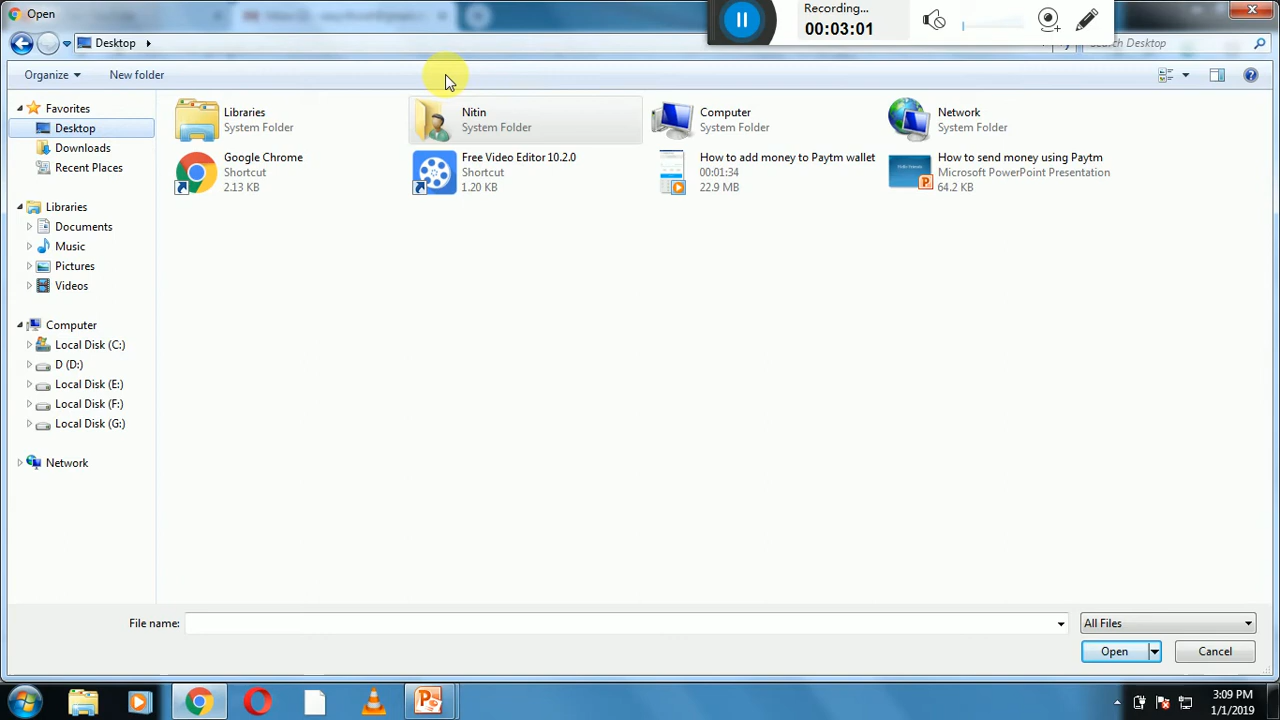 Open
Recording...
00:03:01
Desktop
Search Desktop
Organize
New folder
Favorites
Desktop
Downloads
Recent Places
Libraries
Documents
Music
Pictures
Videos
Computer
Local Disk (C:)
D (D:)
Local Disk (E:)
Local Disk (F:)
Local Disk (G:)
Network
Libraries
System Folder
Nitin
System Folder
Computer
System Folder
Network
System Folder
Google Chrome
Shortcut
2.13 KB
Free Video Editor 10.2.0
Shortcut
1.20 KB
How to add money to Paytm wallet
00:01:34
22.9 MB
How to send money using Paytm
Microsoft PowerPoint Presentation
64.2 KB
File name:
All Files
Open
Cancel
3:09 PM
1/1/2019